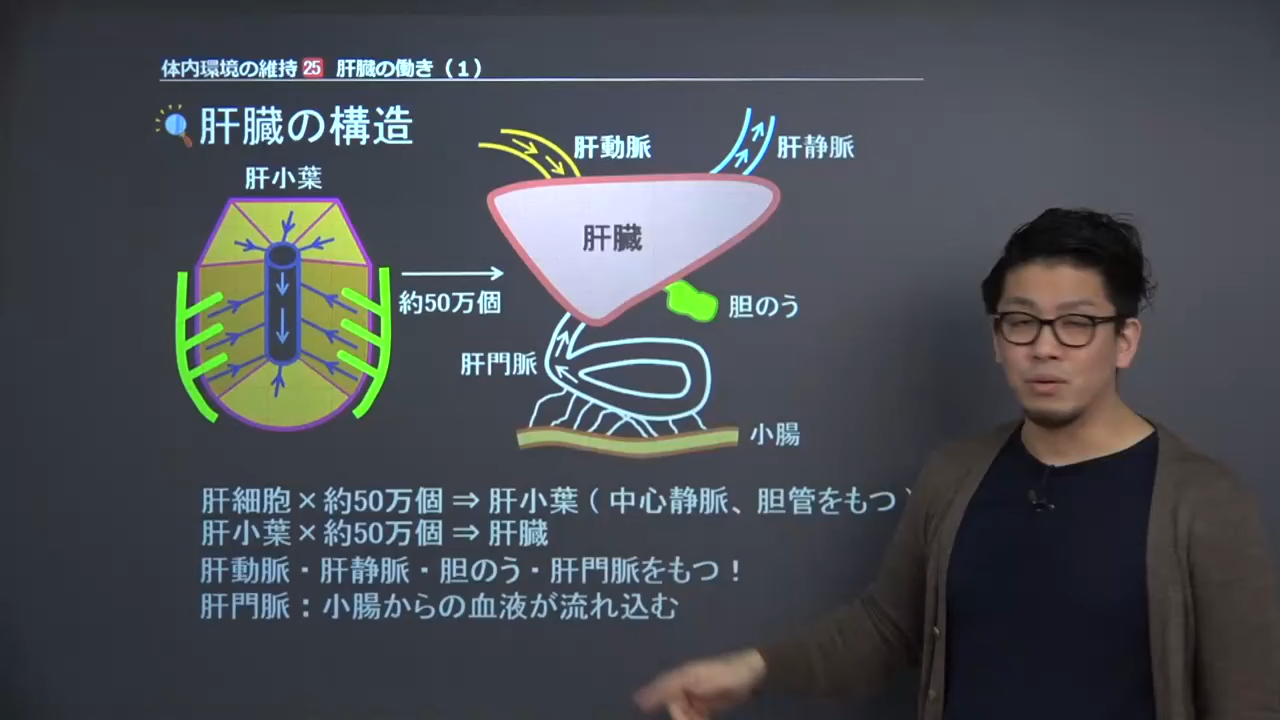 体内環境の維持 25 肝臓の働き（１）
肝臓の構造
肝小葉
肝動脈
肝静脈
肝臓
約50万個
胆のう
肝門脈
小腸
肝細胞×約50万個 ⇒ 肝小葉（中心静脈、胆管をもつ）
肝小葉×約50万個 ⇒ 肝臓
肝動脈・肝静脈・胆のう・肝門脈をもつ！
肝門脈：小腸からの血液が流れ込む